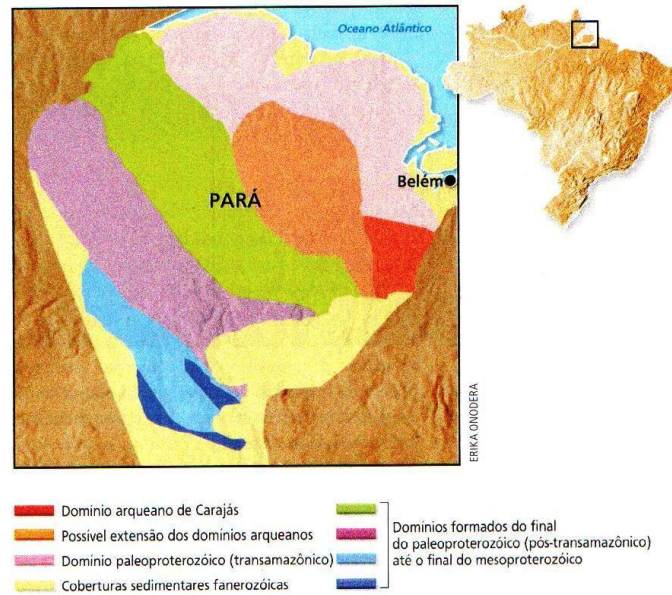 Oceano Atlântico
Belém
PARÁ
ERIKA ONODERA
Domínio arqueano de Carajás
Possível extensão dos domínios arqueanos
Domínio paleoproterozóico (transamazônico)
Coberturas sedimentares fanerozóicas
Domínios formados do final
do paleoproterozóico (pós-transamazônico)
até o final do mesoproterozóico